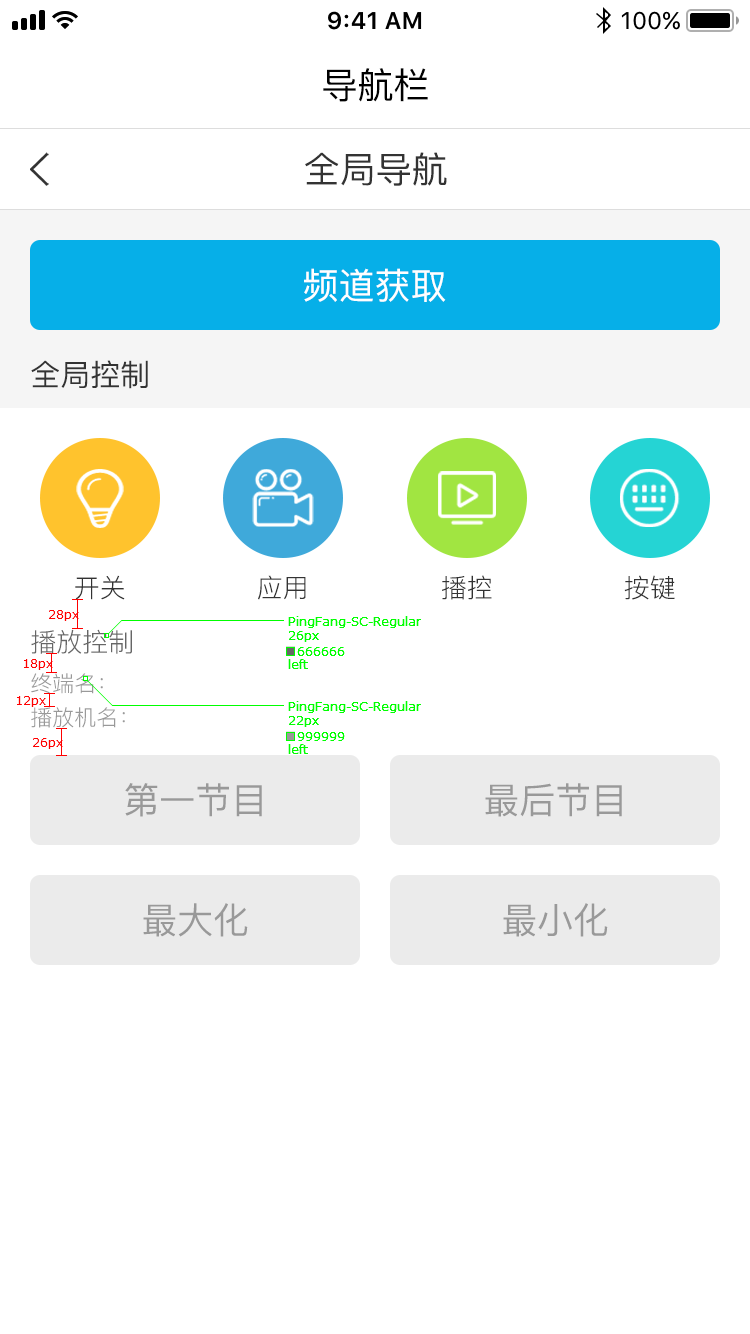 9:41 AM
100%
导航栏
全局导航
频道获取
全局控制
开关
应用
播控
按键
28px
PingFang-SC-Regular
26px
666666
left
播放控制
18px
终端名:
12px
PingFang-SC-Regular
22px
999999
left
播放机名:
26px
第一节目
最后节目
最大化
最小化